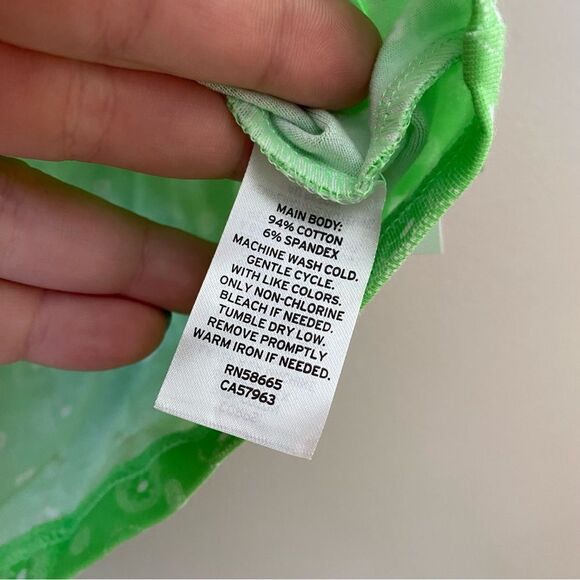 MAIN BODY:
94% COTTON
6% SPANDEX
MACHINE WASH COLD.
GENTLE CYCLE.
WITH LIKE COLORS.
ONLY NON-CHLORINE
BLEACH IF NEEDED.
TUMBLE DRY LOW.
REMOVE PROMPTLY
WARM IRON IF NEEDED.
RN58665
CA57963